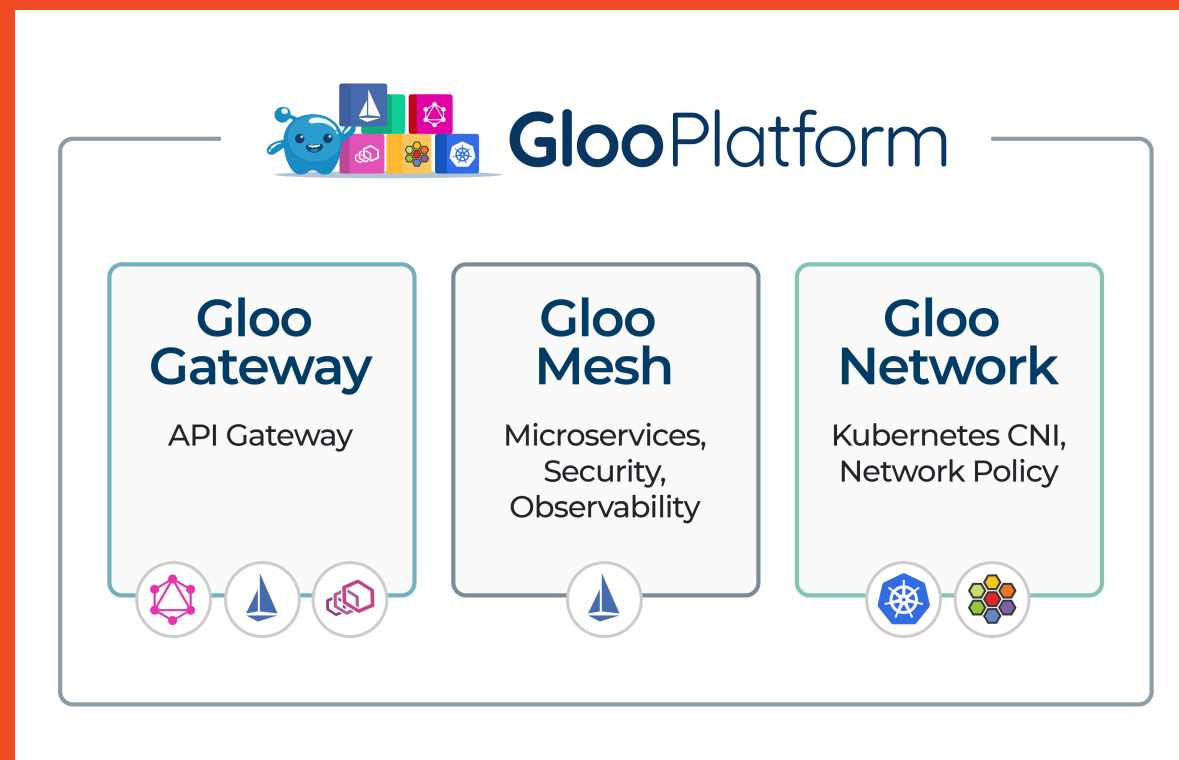 GlooPlatform
Gloo
Gateway
API Gateway
Gloo
Mesh
Microservices,
Security,
Observability
Gloo
Network
Kubernetes CNI,
Network Policy